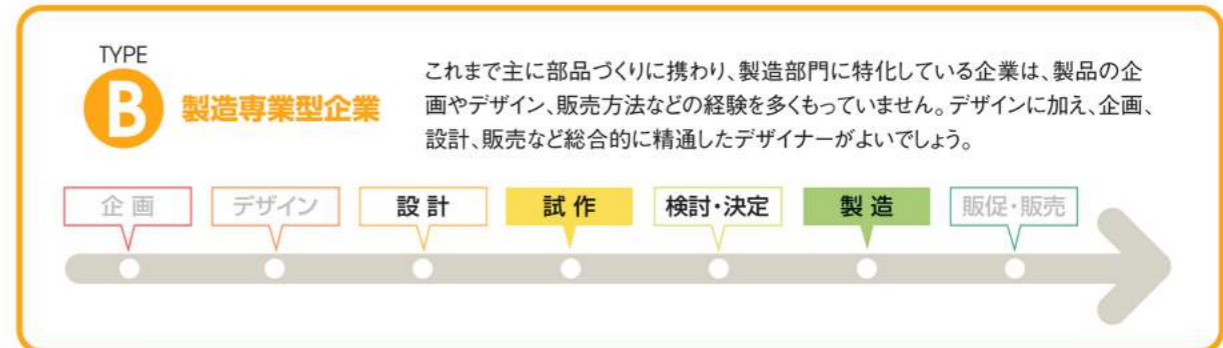 TYPE
B 製造専業型企業
これまで主に部品づくりに携わり、製造部門に特化している企業は、製品の企
画やデザイン、販売方法などの経験を多くもっていません。デザインに加え、企画、
設計、販売など総合的に精通したデザイナーがよいでしょう。
企画 デザイン 設計 試作 検討・決定 製造 販促・販売